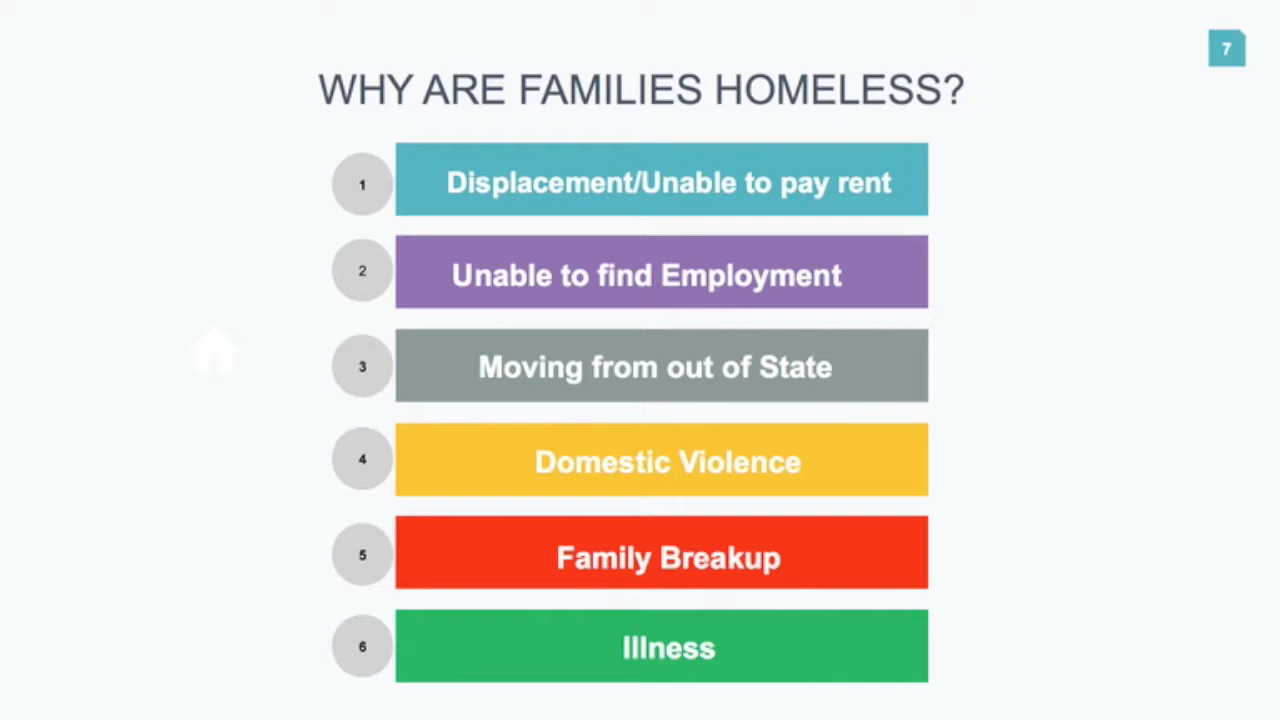 7
WHY ARE FAMILIES HOMELESS?
1 Displacement/Unable to pay rent
2 Unable to find Employment
3 Moving from out of State
4 Domestic Violence
5 Family Breakup
6 Illness